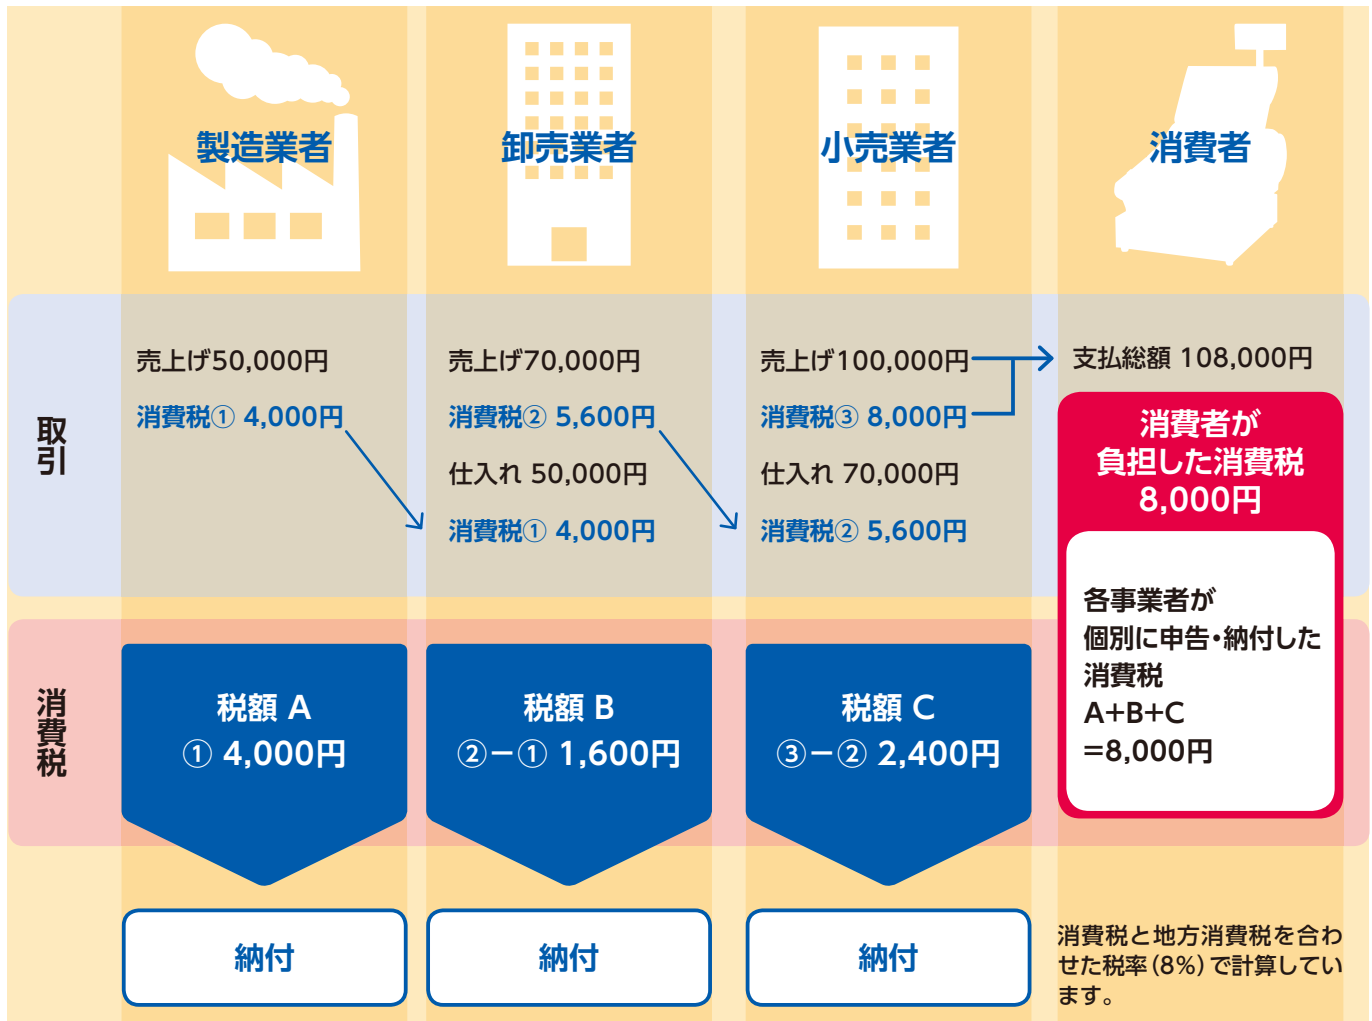 製造業者
卸売業者
小売業者
消費者
取引
売上げ50,000円
消費税① 4,000円
売上げ70,000円
消費税② 5,600円
仕入れ 50,000円
消費税① 4,000円
売上げ100,000円
消費税③ 8,000円
仕入れ 70,000円
消費税② 5,600円
支払総額 108,000円
消費者が
負担した消費税
8,000円
各事業者が
個別に申告・納付した
消費税
A+B+C
=8,000円
消費税
税額 A
① 4,000円
税額 B
②－① 1,600円
税額 C
③－② 2,400円
納付
納付
納付
消費税と地方消費税を合わ
せた税率(8%)で計算してい
ます。